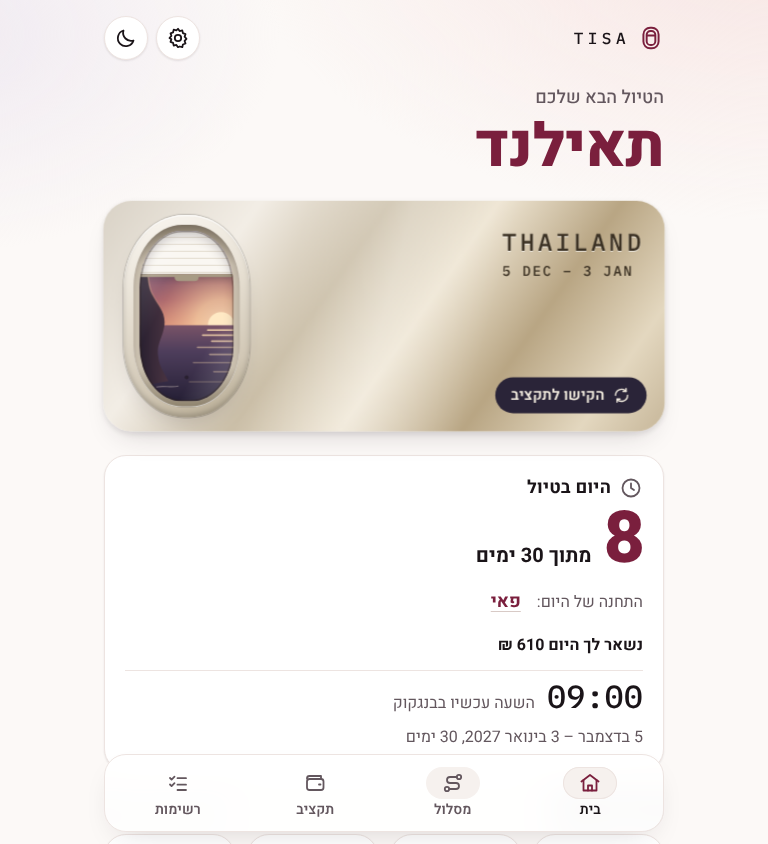 TISA
הטיול הבא שלכם
תאילנד
THAILAND
5 DEC – 3 JAN
הקישו לתקציב
היום בטיול
8 מתוך 30 ימים
התחנה של היום: פאי
נשאר לך היום 610 ₪
09:00 השעה עכשיו בבנגקוק
5 בדצמבר – 3 בינואר 2027, 30 ימים
בית
מסלול
תקציב
רשימות